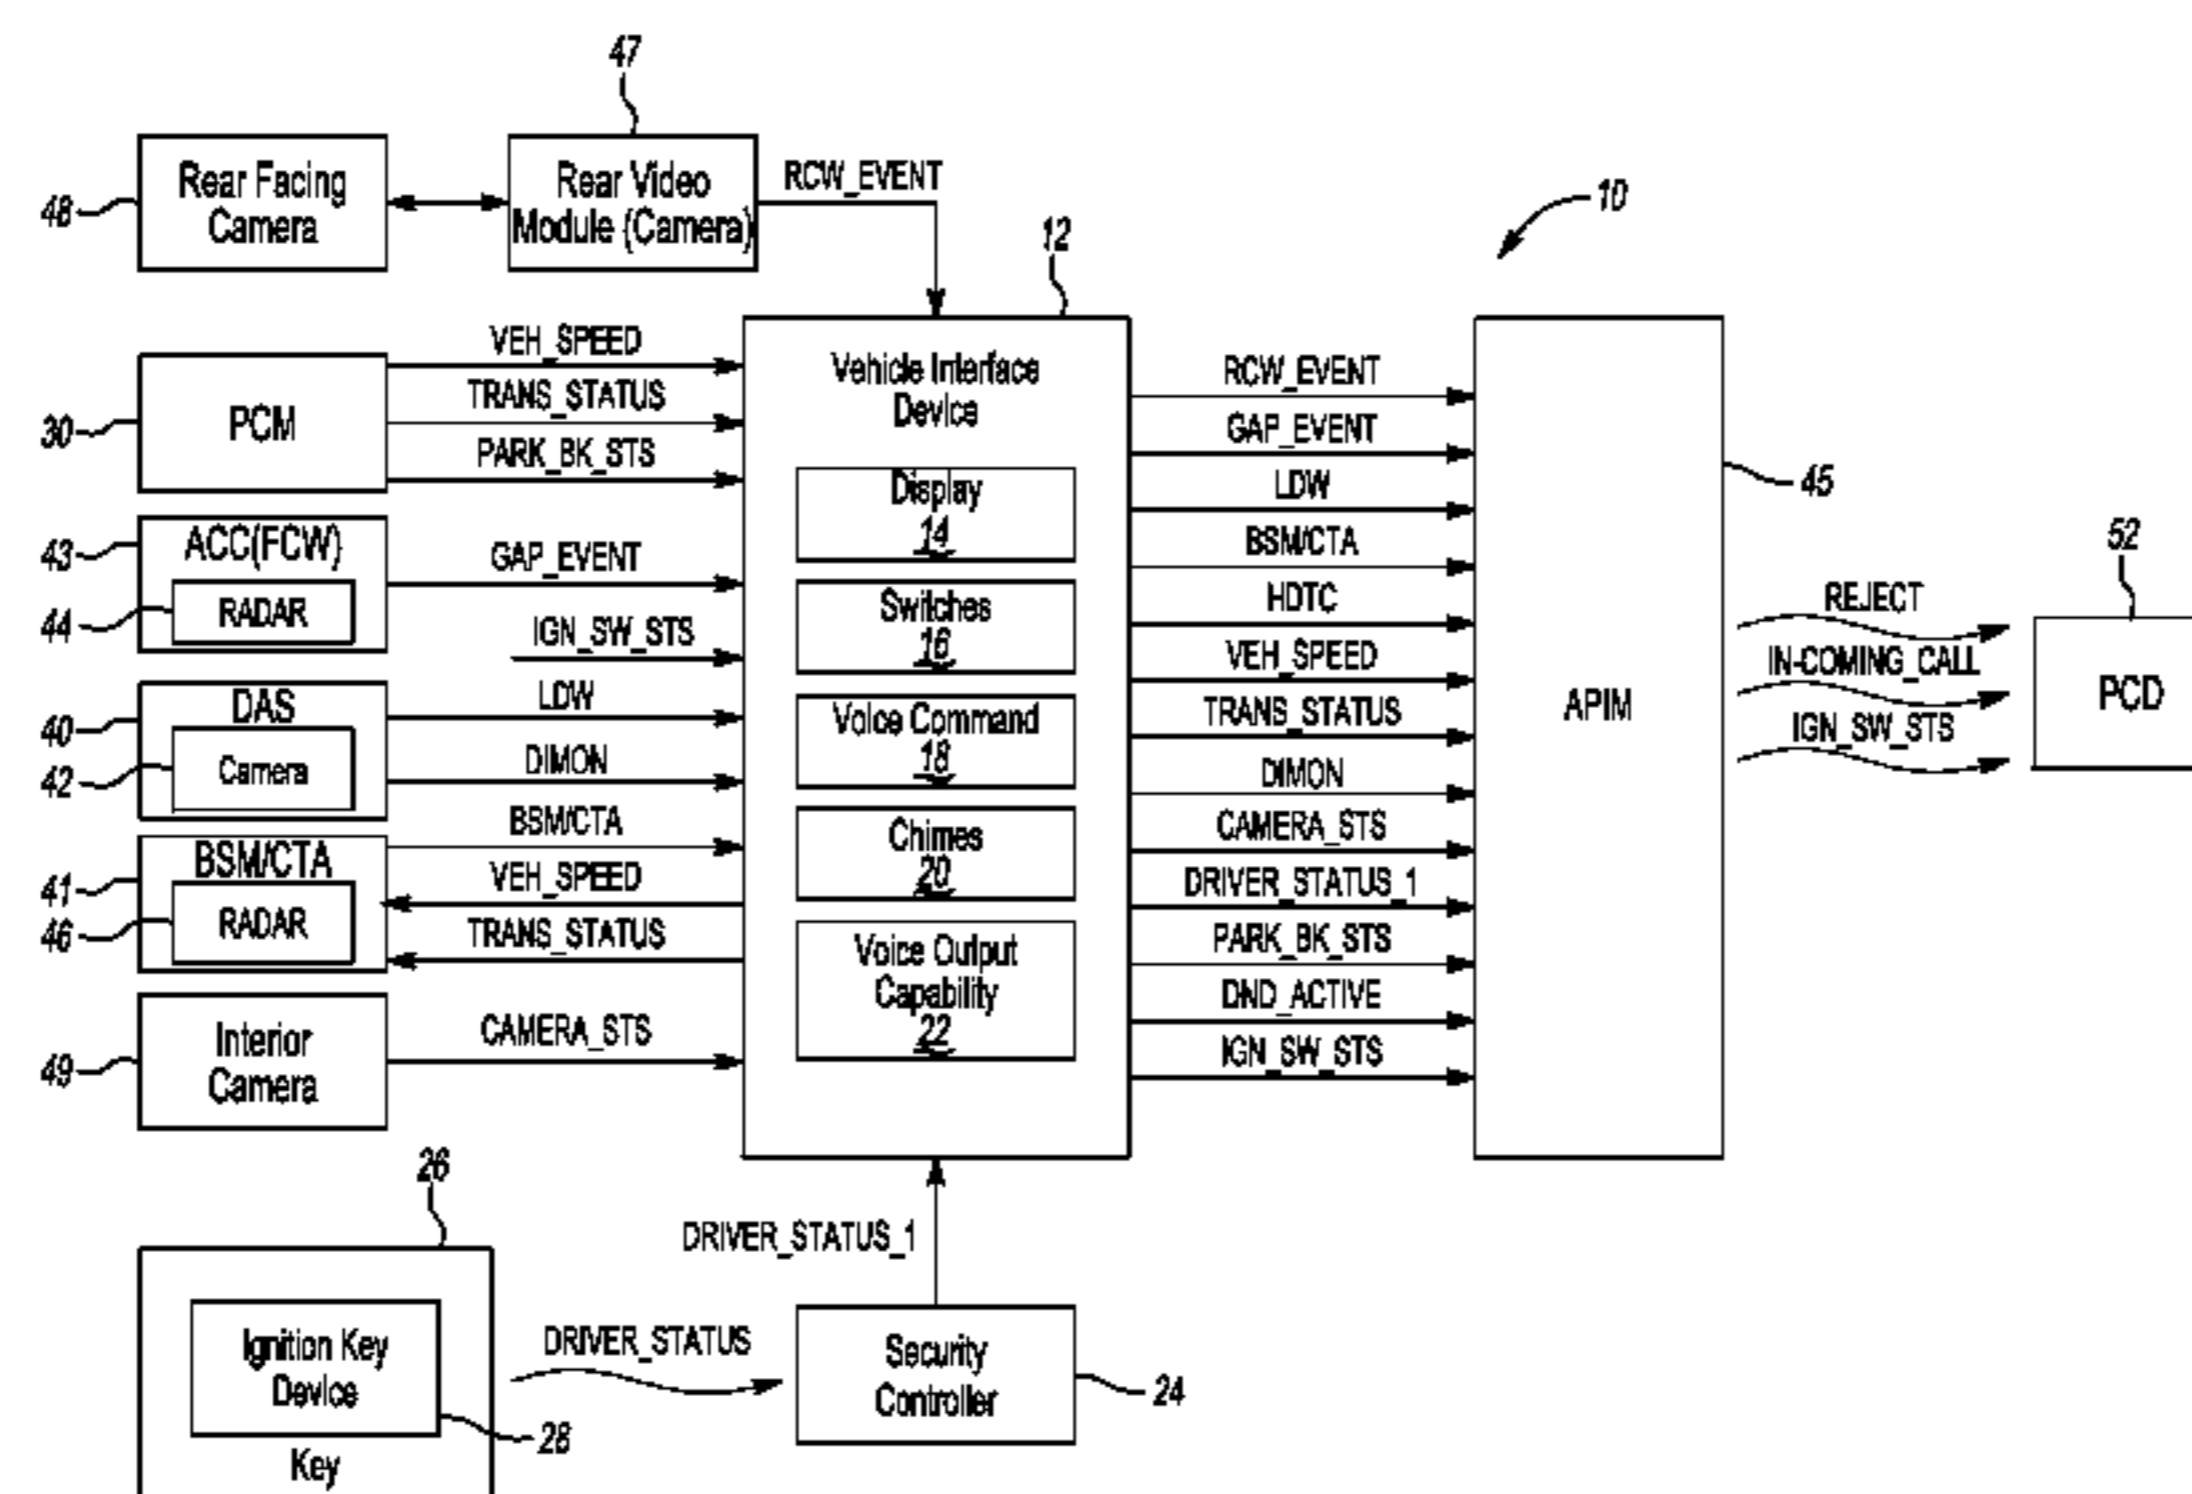 47
Rear Facing
Camera
48
Rear Video
Module (Camera)
RCW_EVENT
10
12
PCM
30
VEH_SPEED
TRANS_STATUS
PARK_BK_STS
ACC(FCW)
43
RADAR
44
GAP_EVENT
IGN_SW_STS
DAS
40
Camera
42
LDW
DIMON
BSM/CTA
41
RADAR
46
BSM/CTA
VEH_SPEED
TRANS_STATUS
Interior
Camera
49
CAMERA_STS
Vehicle Interface
Device
Display
14
Switches
16
Voice Command
18
Chimes
20
Voice Output
Capability
22
RCW_EVENT
GAP_EVENT
LDW
BSM/CTA
HDTC
VEH_SPEED
TRANS_STATUS
DIMON
CAMERA_STS
DRIVER_STATUS_1
PARK_BK_STS
DND_ACTIVE
IGN_SW_STS
APIM
45
REJECT
IN-COMING_CALL
IGN_SW_STS
52
PCD
26
Ignition Key
Device
28
Key
DRIVER_STATUS
DRIVER_STATUS_1
Security
Controller
24